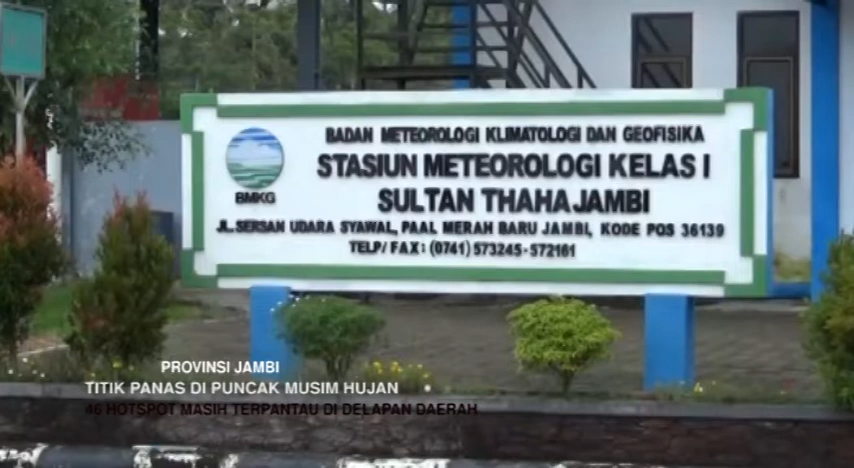 BADAN METEOROLOGI KLIMATOLOGI DAN GEOFISIKA
STASIUN METEOROLOGI KELAS I
SULTAN THAHA JAMBI
BMKG
JL. SERSAN UDARA SYAWAL, PAAL MERAH BARU JAMBI, KODE POS 36139
TELP/ FAX: (0741) 573245-572161
PROVINSI JAMBI
TITIK PANAS DI PUNCAK MUSIM HUJAN
46 HOTSPOT MASIH TERPANTAU DI DELAPAN DAERAH